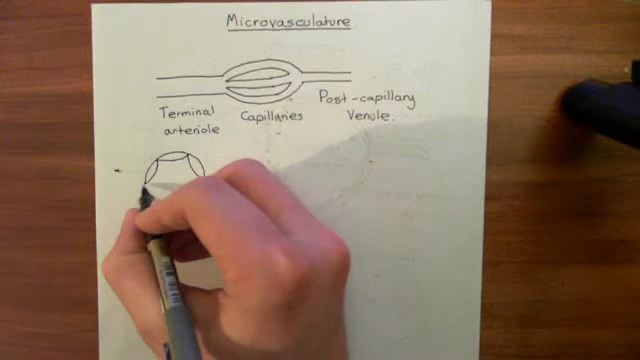 Microvasculature
Terminal
arteriole
Capillaries
Post-capillary
Venule.